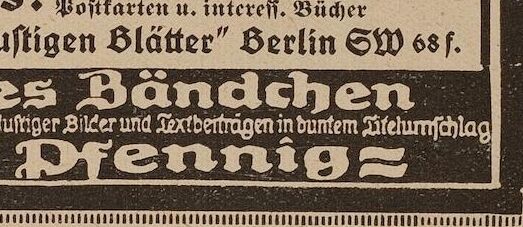 Postkarten u. interess. Bücher
ustigen Blätter" Berlin SW 68 f.
es Bändchen
lustiger Bilder und Textbeiträgen in buntem Titelumschlag
Pfennig=